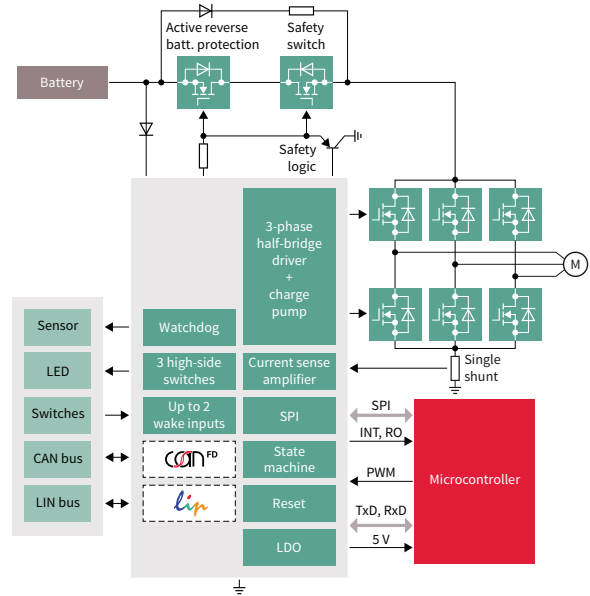 Active reverse
batt. protection
Safety
switch
Battery
Safety
logic
3-phase
half-bridge
driver
+
charge
pump
M
Sensor
Watchdog
LED
3 high-side
switches
Current sense
amplifier
Single
shunt
Switches
Up to 2
wake inputs
SPI
SPI
INT, RO
CAN bus
CAN FD
State
machine
PWM
Microcontroller
LIN bus
lin
Reset
TxD, RxD
LDO
5 V